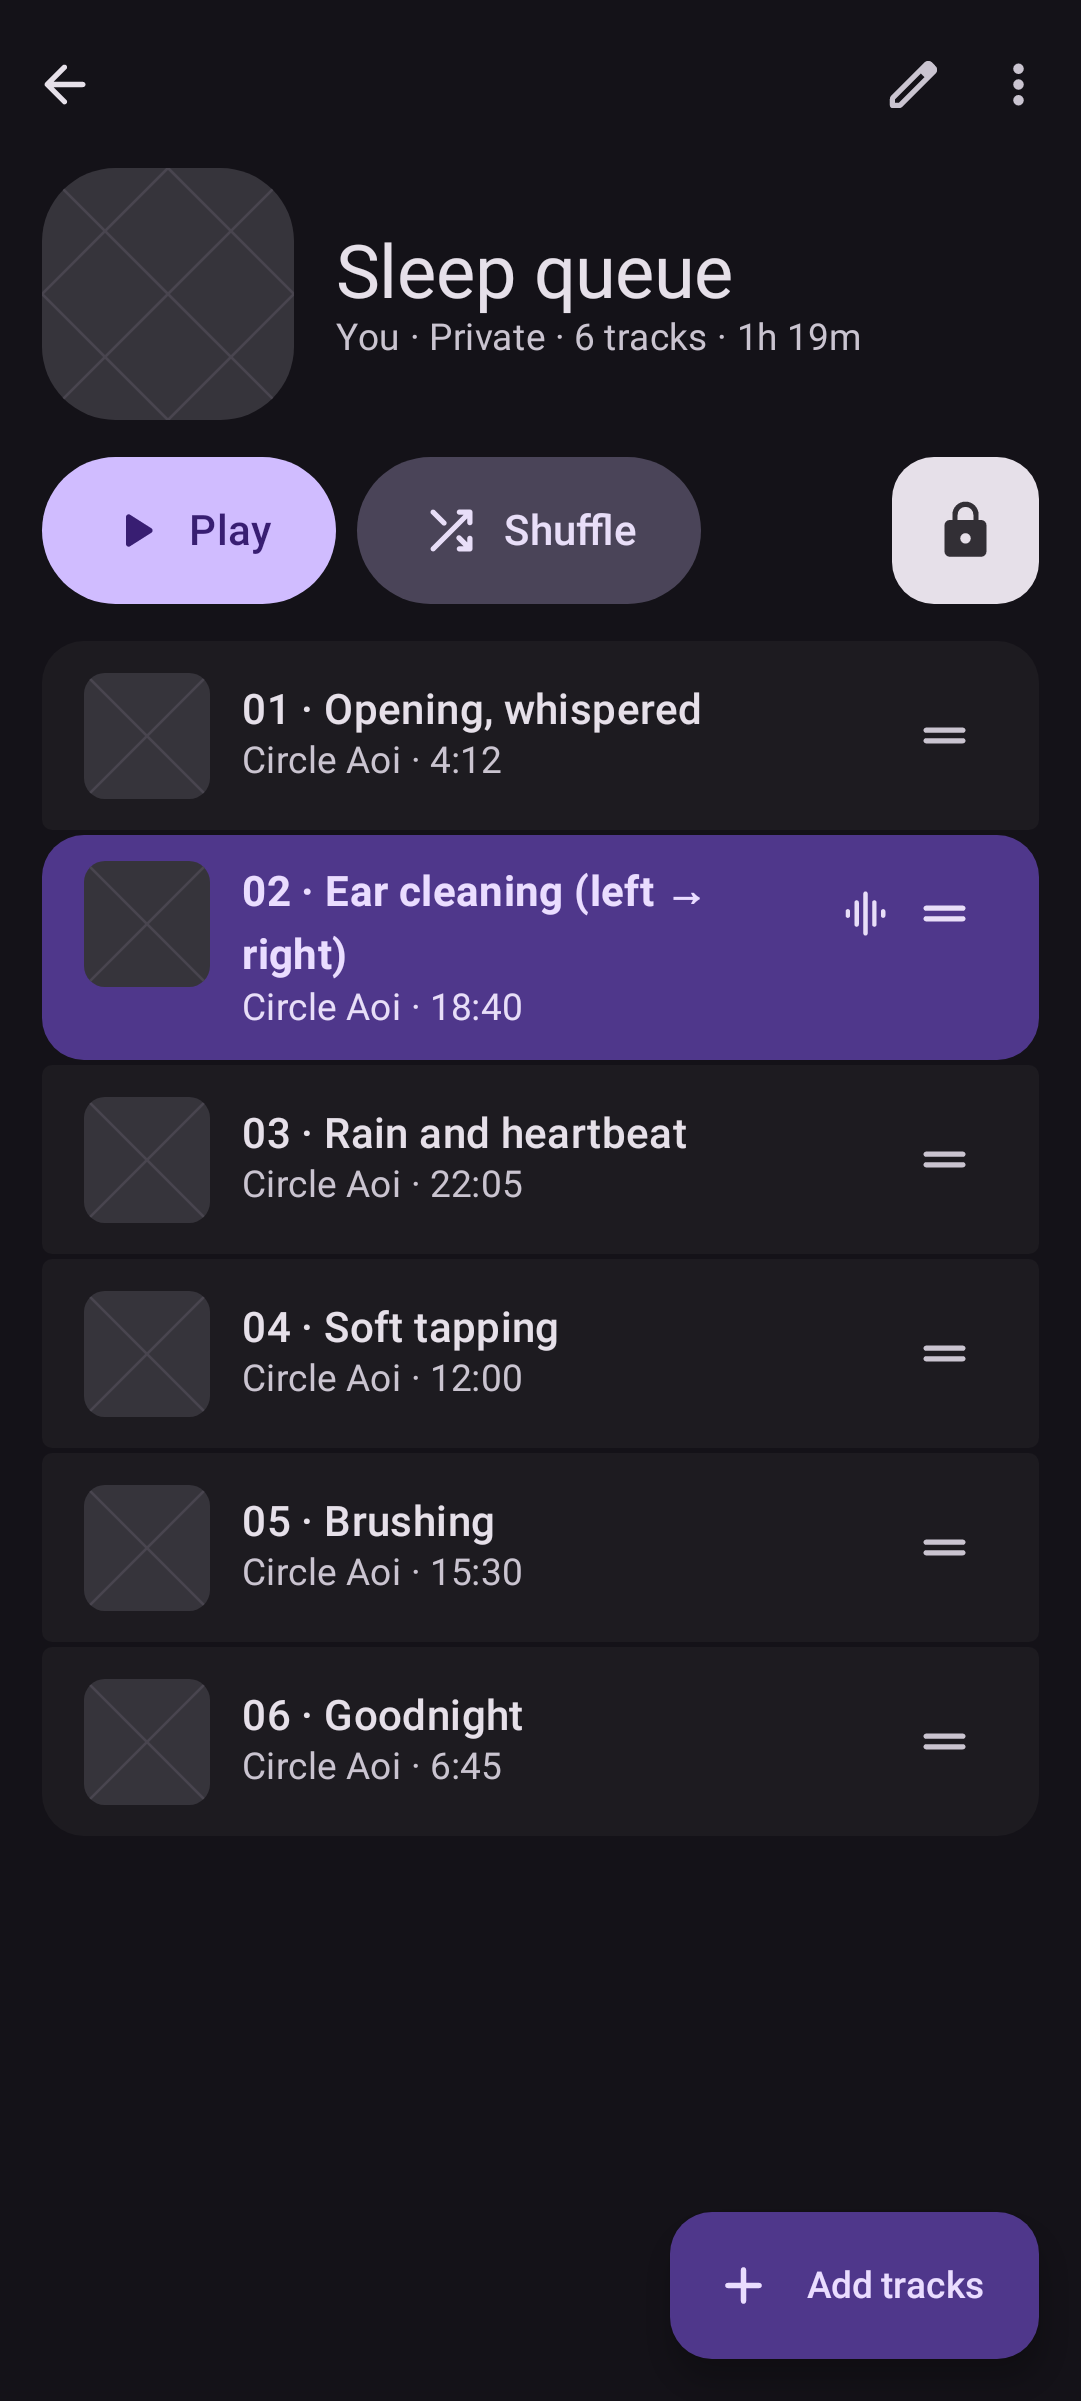 Sleep queue
You · Private · 6 tracks · 1h 19m
Play
Shuffle
01 · Opening, whispered
Circle Aoi · 4:12
02 · Ear cleaning (left →
right)
Circle Aoi · 18:40
03 · Rain and heartbeat
Circle Aoi · 22:05
04 · Soft tapping
Circle Aoi · 12:00
05 · Brushing
Circle Aoi · 15:30
06 · Goodnight
Circle Aoi · 6:45
Add tracks